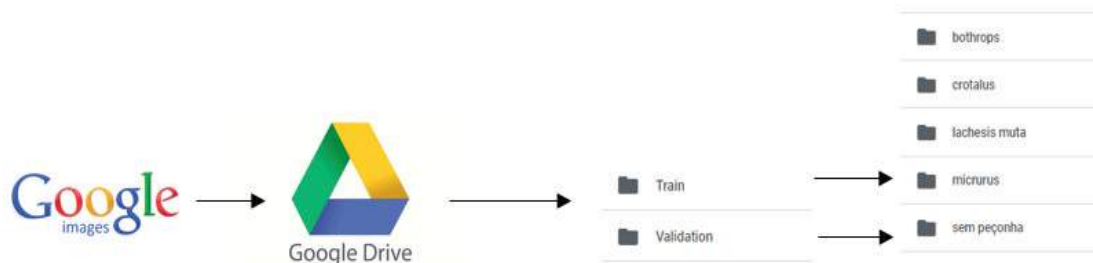 Google
images
Google Drive
Train
Validation
bothrops
crotalus
lachesis muta
micrurus
sem peçonha